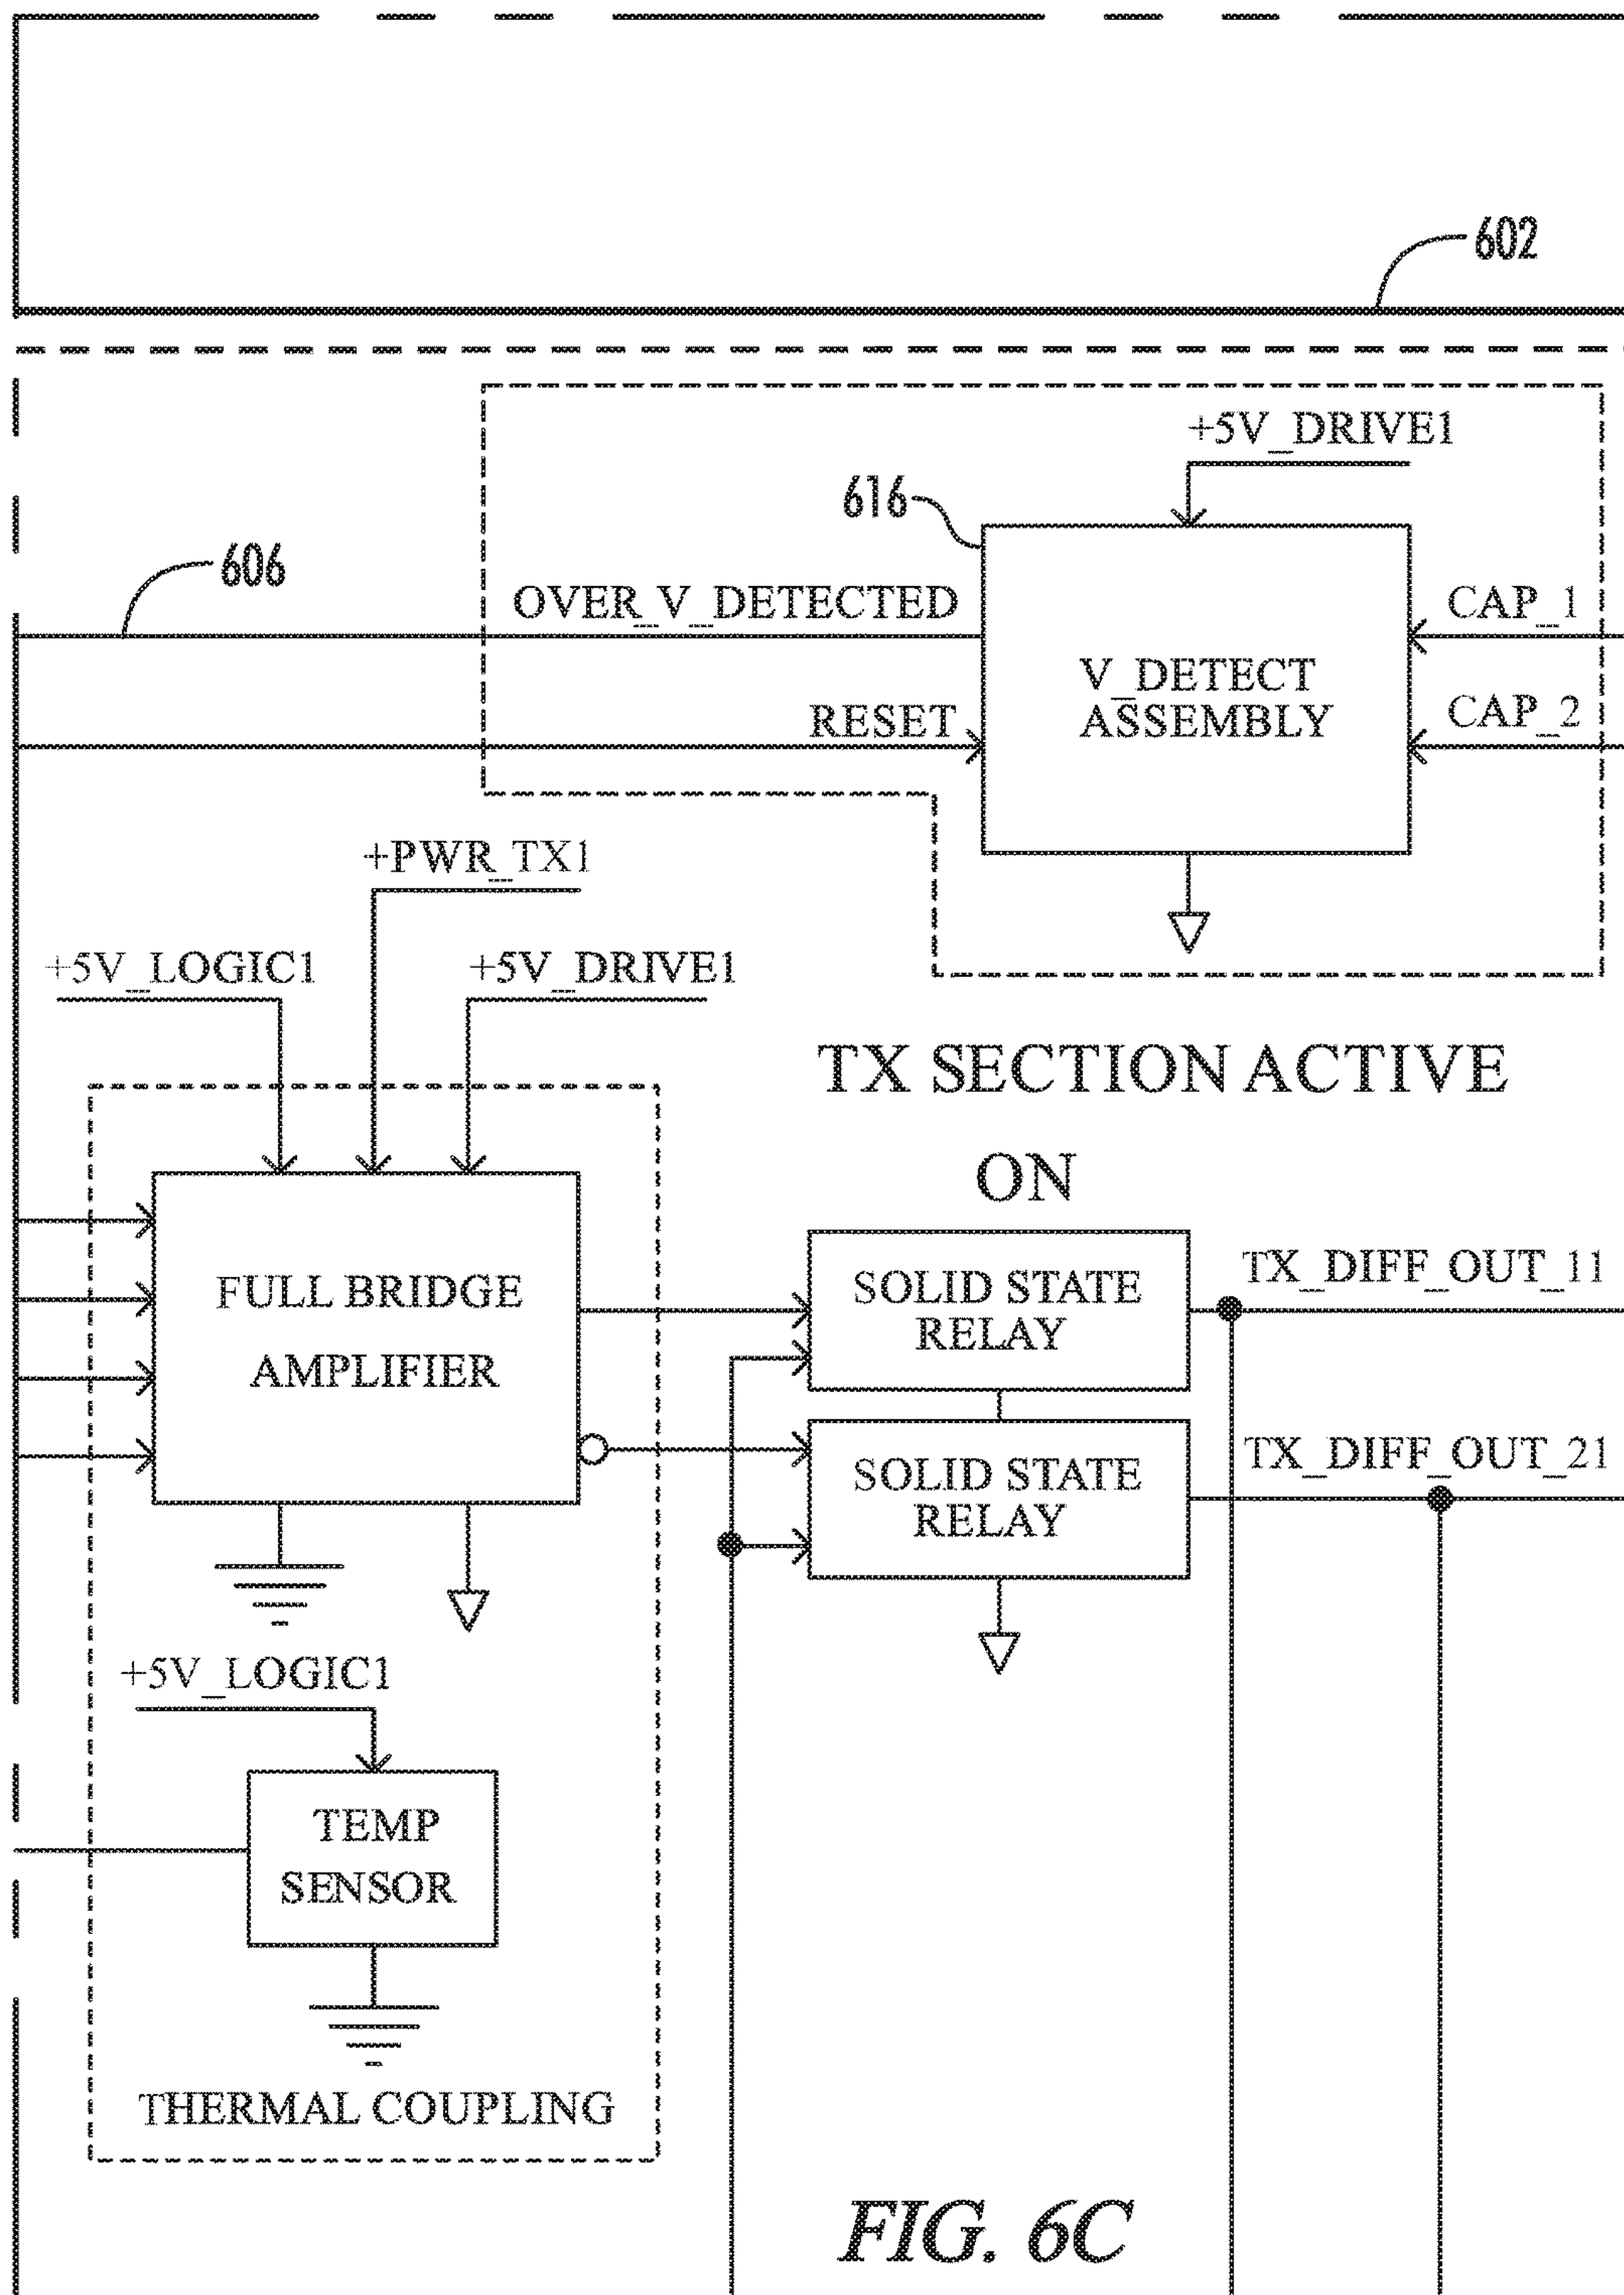 602
+5V_DRIVE1
616
606
OVER_V_DETECTED
CAP_1
V_DETECT
ASSEMBLY
RESET
CAP_2
+PWR_TX1
+5V_LOGIC1
+5V_DRIVE1
TX SECTION ACTIVE
ON
FULL BRIDGE
AMPLIFIER
SOLID STATE
RELAY
TX_DIFF_OUT_11
SOLID STATE
RELAY
TX_DIFF_OUT_21
+5V_LOGIC1
TEMP
SENSOR
THERMAL COUPLING
FIG. 6C